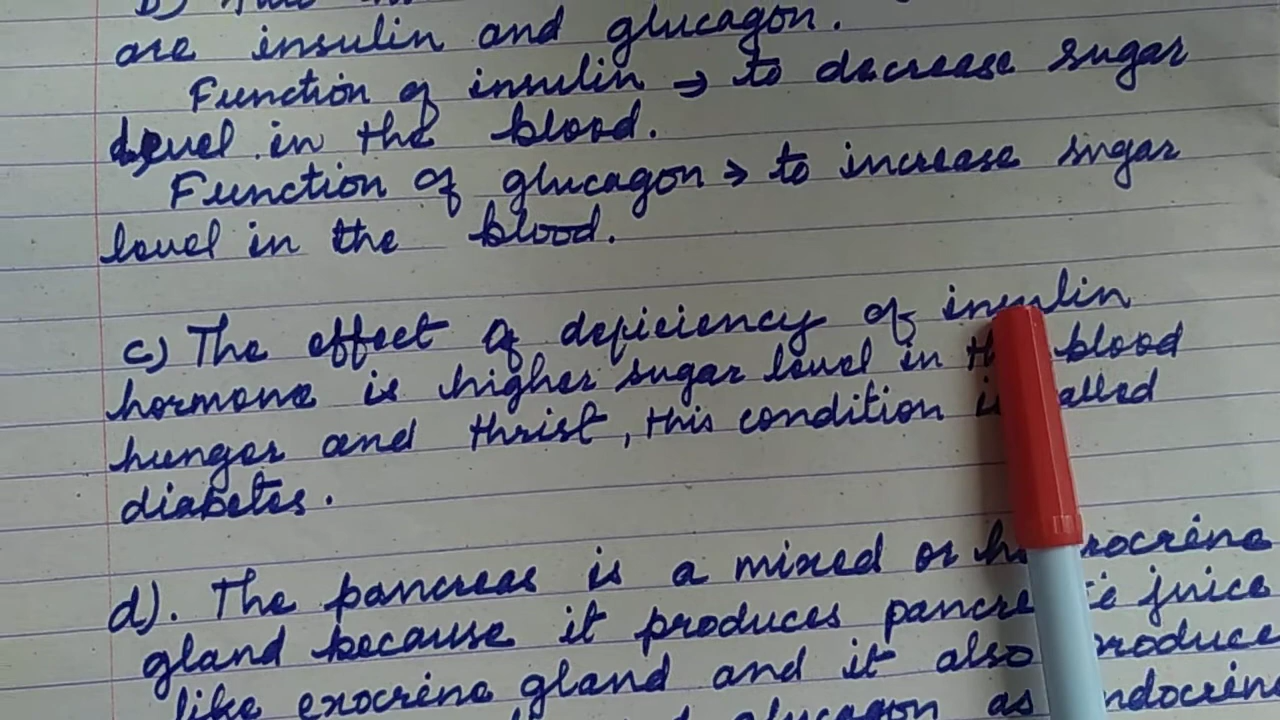 b)
are insulin and glucagon.
Function of insulin → to decrease sugar
level in the blood.
Function of glucagon → to increase sugar
level in the blood.
c) The effect of deficiency of insulin
hormone is higher sugar level in blood
hunger and thrist, this condition
diabetes.
d). The pancreas is a mixed or
gland because it produces juice
like exocrine gland and it also
glucagon as